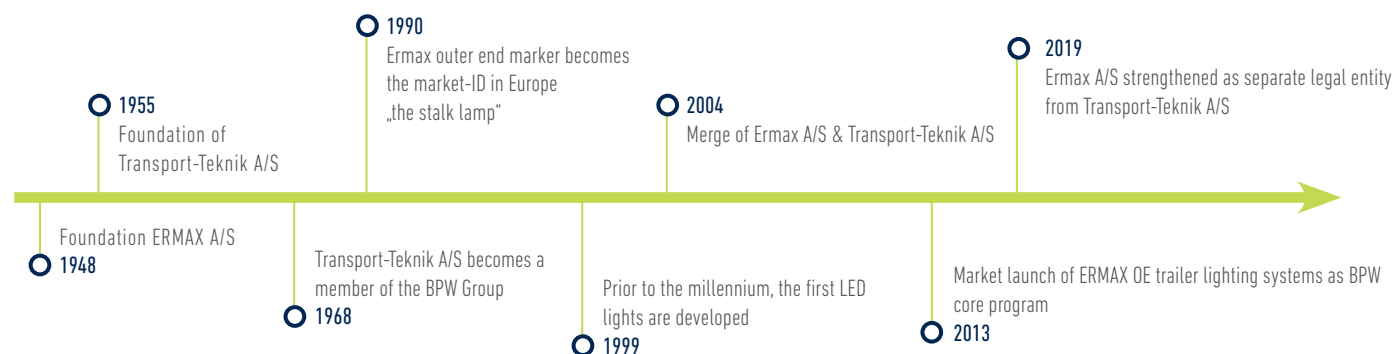 1990
Ermax outer end marker becomes
the market-ID in Europe
„the stalk lamp“
2019
Ermax A/S strengthened as separate legal entity
from Transport-Teknik A/S
1955
Foundation of
Transport-Teknik A/S
2004
Merge of Ermax A/S & Transport-Teknik A/S
Foundation ERMAX A/S
1948
Transport-Teknik A/S becomes a
member of the BPW Group
1968
Prior to the millennium, the first LED
lights are developed
1999
Market launch of ERMAX OE trailer lighting systems as BPW
core program
2013